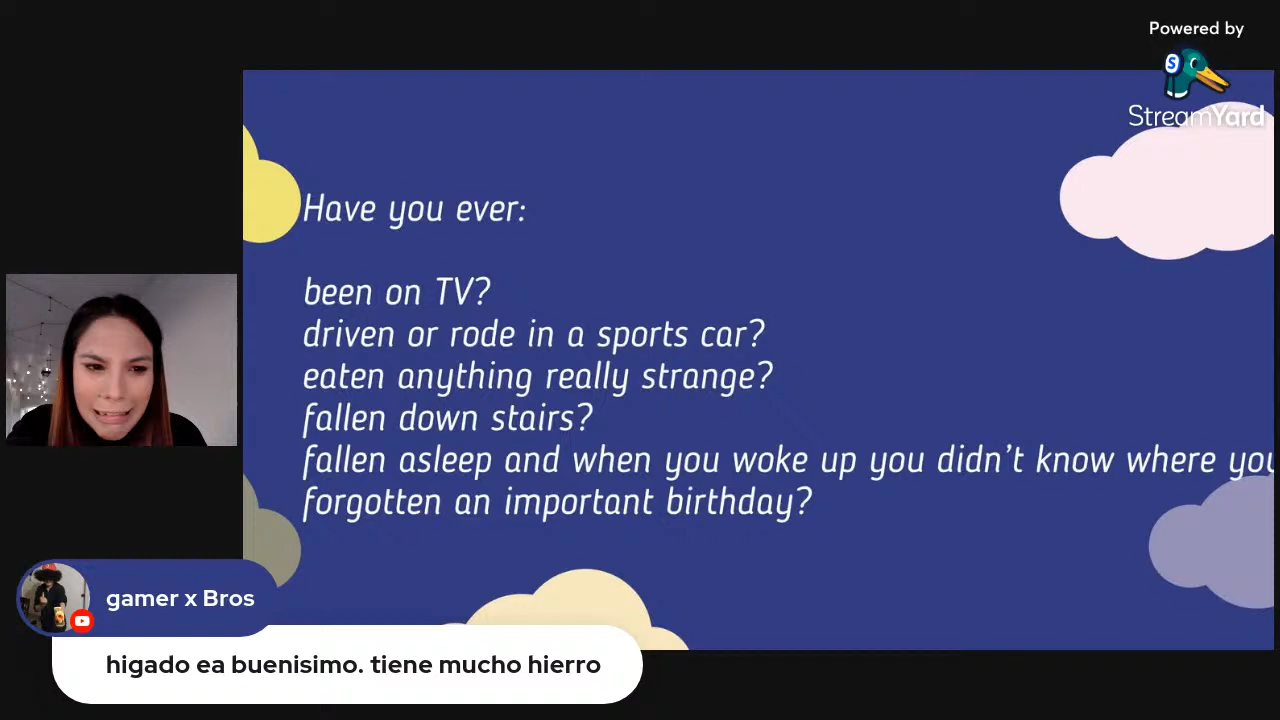 Powered by
StreamYard
Have you ever:
been on TV?
driven or rode in a sports car?
eaten anything really strange?
fallen down stairs?
fallen asleep and when you woke up you didn't know where you
forgotten an important birthday?
gamer x Bros
higado ea buenisimo. tiene mucho hierro